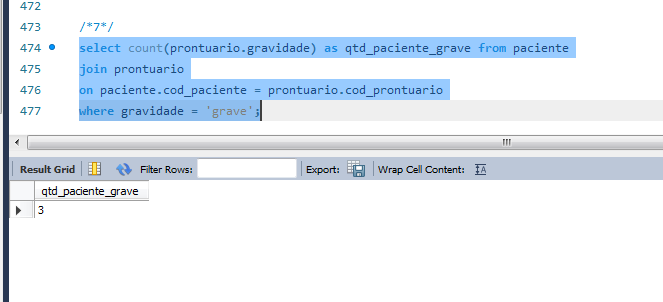 472
473 /*7*/
474 select count(prontuario.gravidade) as qtd_paciente_grave from paciente
475 join prontuario
476 on paciente.cod_paciente = prontuario.cod_prontuario
477 where gravidade = 'grave';
Result Grid Filter Rows: Export: Wrap Cell Content:
qtd_paciente_grave
3